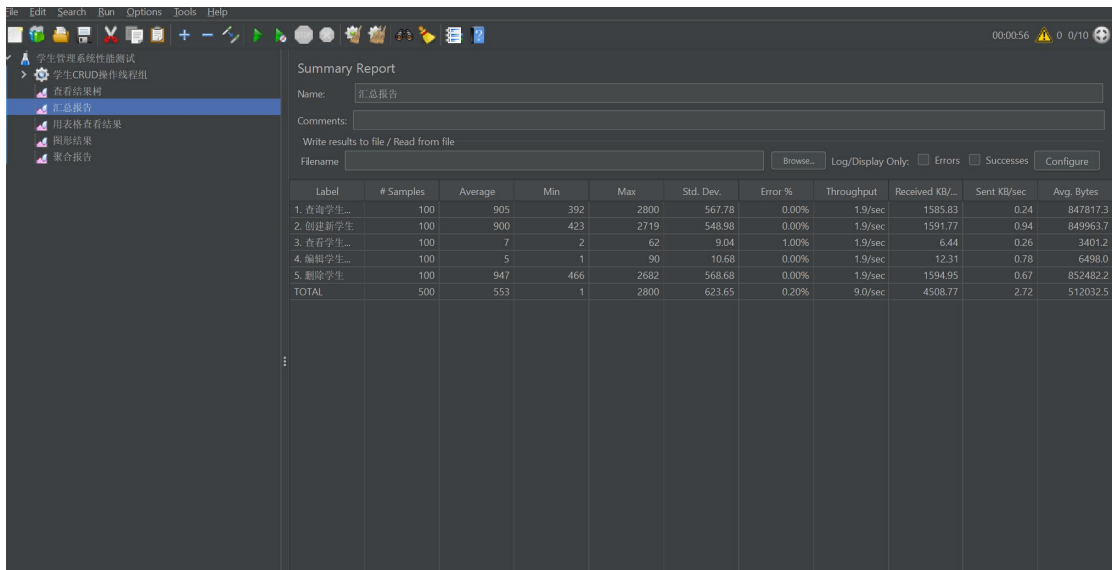 File Edit Search Run Options Tools Help
00:00:56 0 0/10
学生管理系统性能测试
学生CRUD操作线程组
查看结果树
汇总报告
用表格查看结果
图形结果
聚合报告
Summary Report
Name: 汇总报告
Comments:
Write results to file / Read from file
Filename Browse... Log/Display Only: Errors Successes Configure
Label # Samples Average Min Max Std. Dev. Error % Throughput Received KB/... Sent KB/sec Avg. Bytes
1. 查询学生... 100 905 392 2800 567.78 0.00% 1.9/sec 1585.83 0.24 847817.3
2. 创建新学生 100 900 423 2719 548.98 0.00% 1.9/sec 1591.77 0.94 849963.7
3. 查看学生... 100 7 2 62 9.04 1.00% 1.9/sec 6.44 0.26 3401.2
4. 编辑学生... 100 5 1 90 10.68 0.00% 1.9/sec 12.31 0.78 6498.0
5. 删除学生 100 947 466 2682 568.68 0.00% 1.9/sec 1594.95 0.67 852482.2
TOTAL 500 553 1 2800 623.65 0.20% 9.0/sec 4508.77 2.72 512032.5